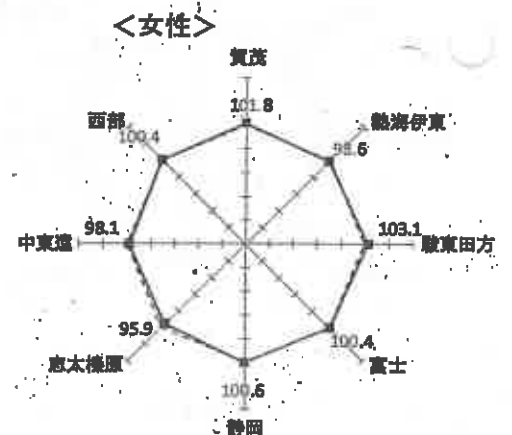 ＜女性＞
賀茂
101.8
西部
100.4
熱海伊東
98.6
98.1
103.1
中東遠
駿東田方
95.9
100.4
志太榛原
富士
100.6
静岡